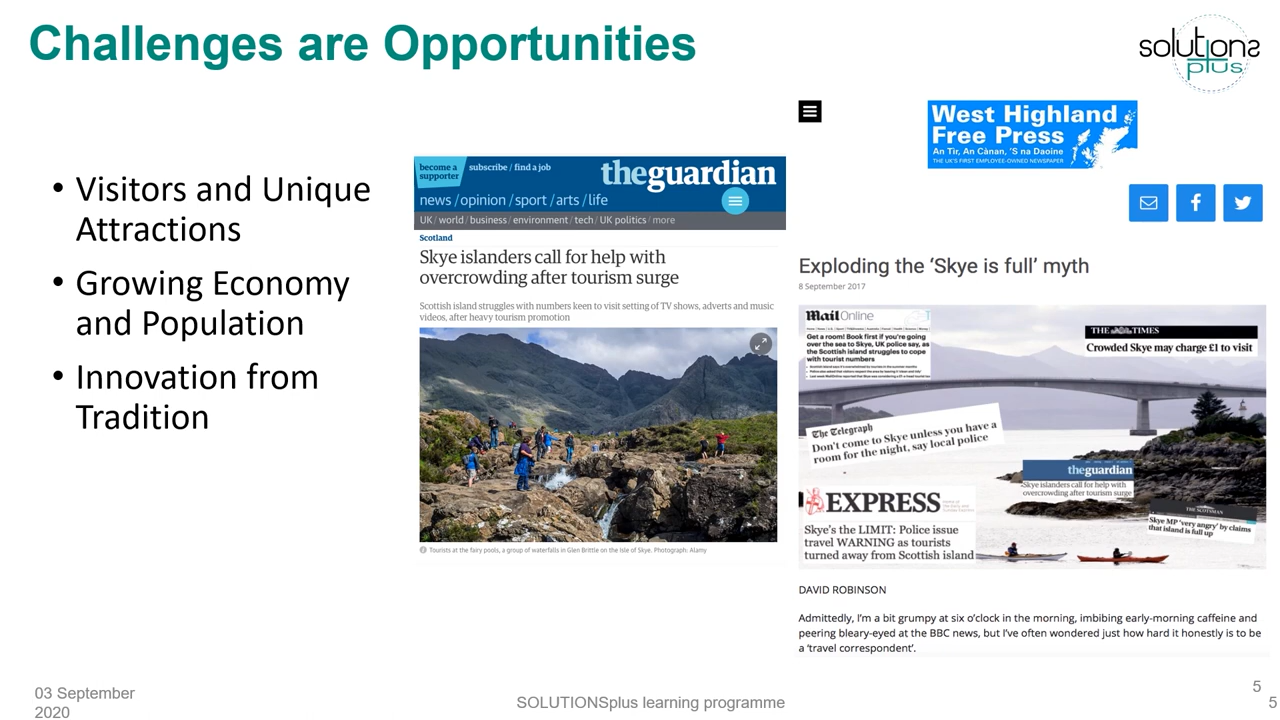 Challenges are Opportunities
solutions
plus
• Visitors and Unique
Attractions
• Growing Economy
and Population
• Innovation from
Tradition
become a
supporter
subscribe / find a job
theguardian
news / opinion / sport / arts / life
UK / world / business / environment / tech / UK politics / more
Scotland
Skye islanders call for help with
overcrowding after tourism surge
Scottish island struggles with numbers keen to visit setting of TV shows, adverts and music
videos, after heavy tourism promotion
Tourists at the fairy pools, a group of waterfalls in Glen Brittle on the Isle of Skye. Photograph: Alamy
West Highland
Free Press
An Tìr, An Cànan, 'S na Daoine
THE UK'S FIRST EMPLOYEE-OWNED NEWSPAPER
Exploding the ‘Skye is full’ myth
8 September 2017
Mail Online
Get a room! Book first if you're going
over the sea to Skye, UK police say, as
the Scottish island struggles to cope
with tourist numbers
THE TIMES
Crowded Skye may charge £1 to visit
The Telegraph
Don't come to Skye unless you have a
room for the night, say local police
theguardian
Skye islanders call for help with
overcrowding after tourism surge
EXPRESS
Skye's the LIMIT: Police issue
travel WARNING as tourists
turned away from Scottish island
THE SCOTSMAN
Skye MP 'very angry' by claims
that island is full up
DAVID ROBINSON
Admittedly, I’m a bit grumpy at six o’clock in the morning, imbibing early-morning caffeine and
peering bleary-eyed at the BBC news, but I’ve often wondered just how hard it honestly is to be
a ‘travel correspondent’.
03 September
2020
SOLUTIONSplus learning programme
5
5